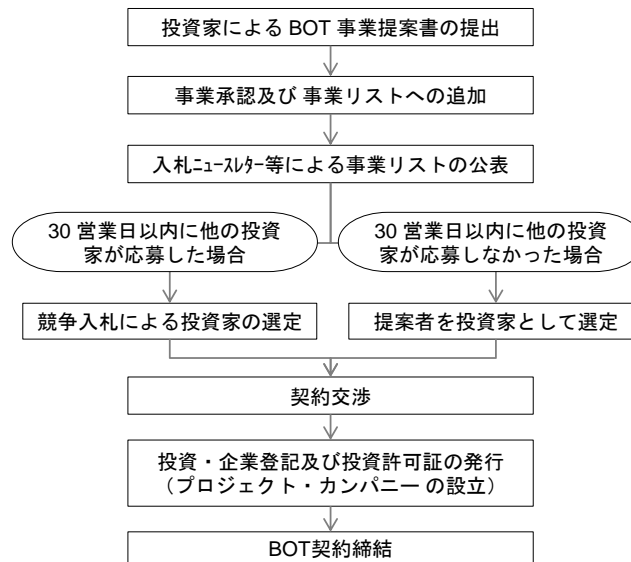 投資家による BOT 事業提案書の提出
事業承認及び 事業リストへの追加
入札ﾆｭｰｽﾚﾀｰ等による事業リストの公表
30 営業日以内に他の投資
家が応募した場合
30 営業日以内に他の投資
家が応募しなかった場合
競争入札による投資家の選定
提案者を投資家として選定
契約交渉
投資・企業登記及び投資許可証の発行
（プロジェクト・カンパニー の設立）
BOT契約締結